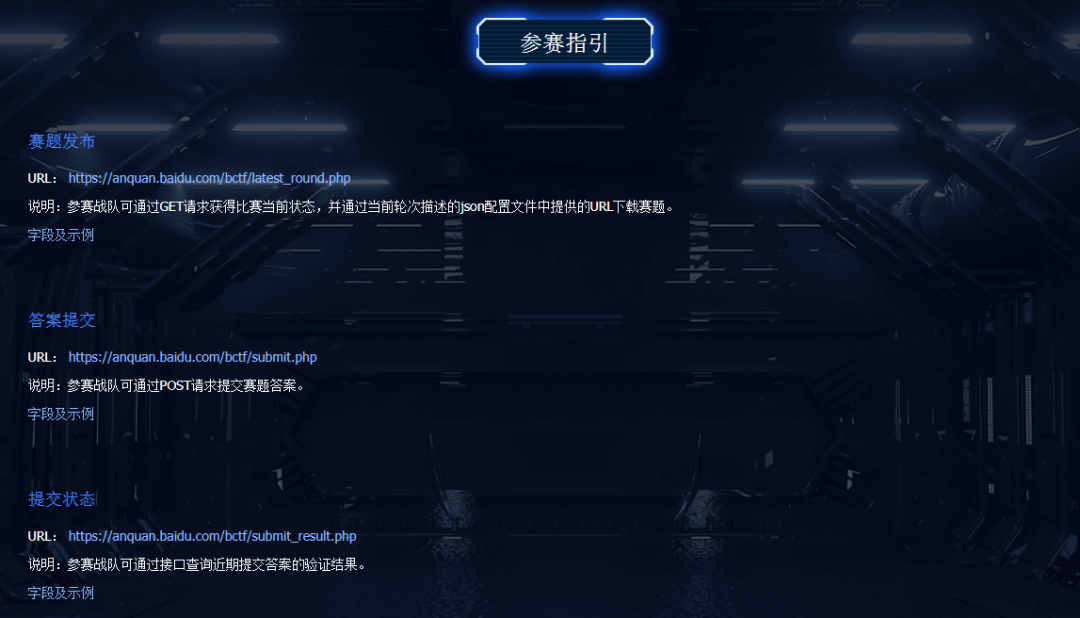 参赛指引
赛题发布
URL： https://anquan.baidu.com/bctf/latest_round.php
说明：参赛战队可通过GET请求获得比赛当前状态，并通过当前轮次描述的json配置文件中提供的URL下载赛题。
字段及示例
答案提交
URL： https://anquan.baidu.com/bctf/submit.php
说明：参赛战队可通过POST请求提交赛题答案。
字段及示例
提交状态
URL： https://anquan.baidu.com/bctf/submit_result.php
说明：参赛战队可通过接口查询近期提交答案的验证结果。
字段及示例